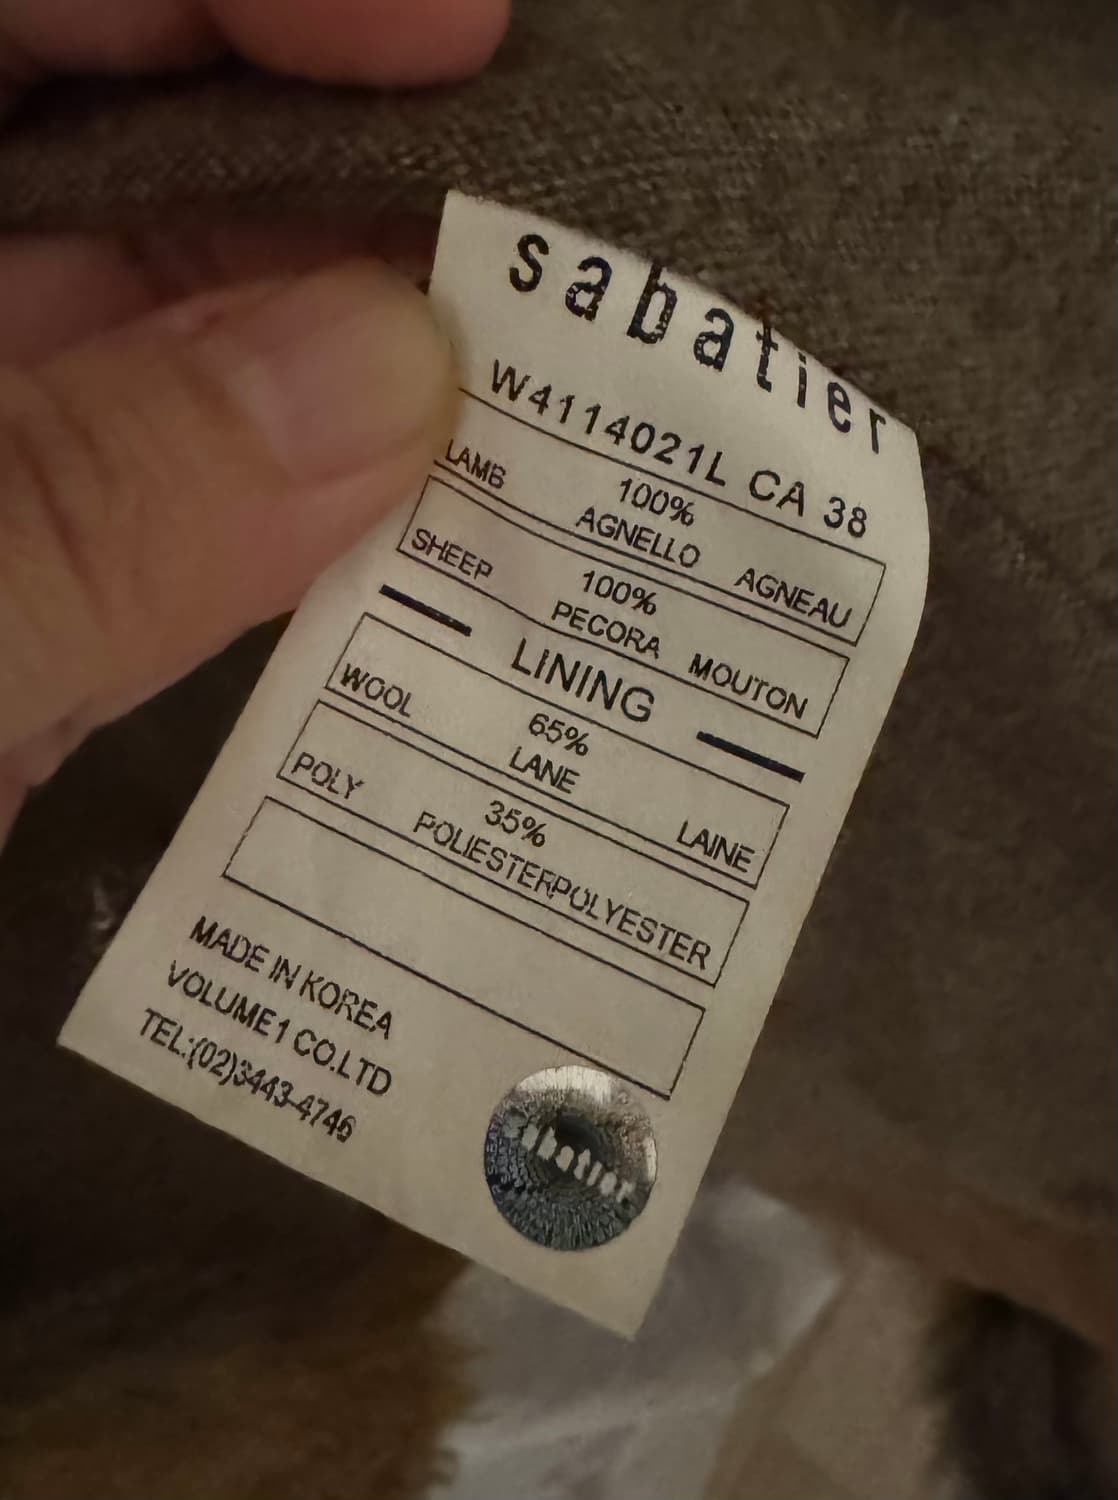 sabatier
W4114021L CA 38
LAMB 100% AGNELLO AGNEAU
SHEEP 100% PECORA MOUTON
LINING
WOOL 65% LANE LAINE
POLY 35% POLIESTERPOLYESTER
MADE IN KOREA
VOLUME1 CO.LTD
TEL:(02)3443-4746
sabatier